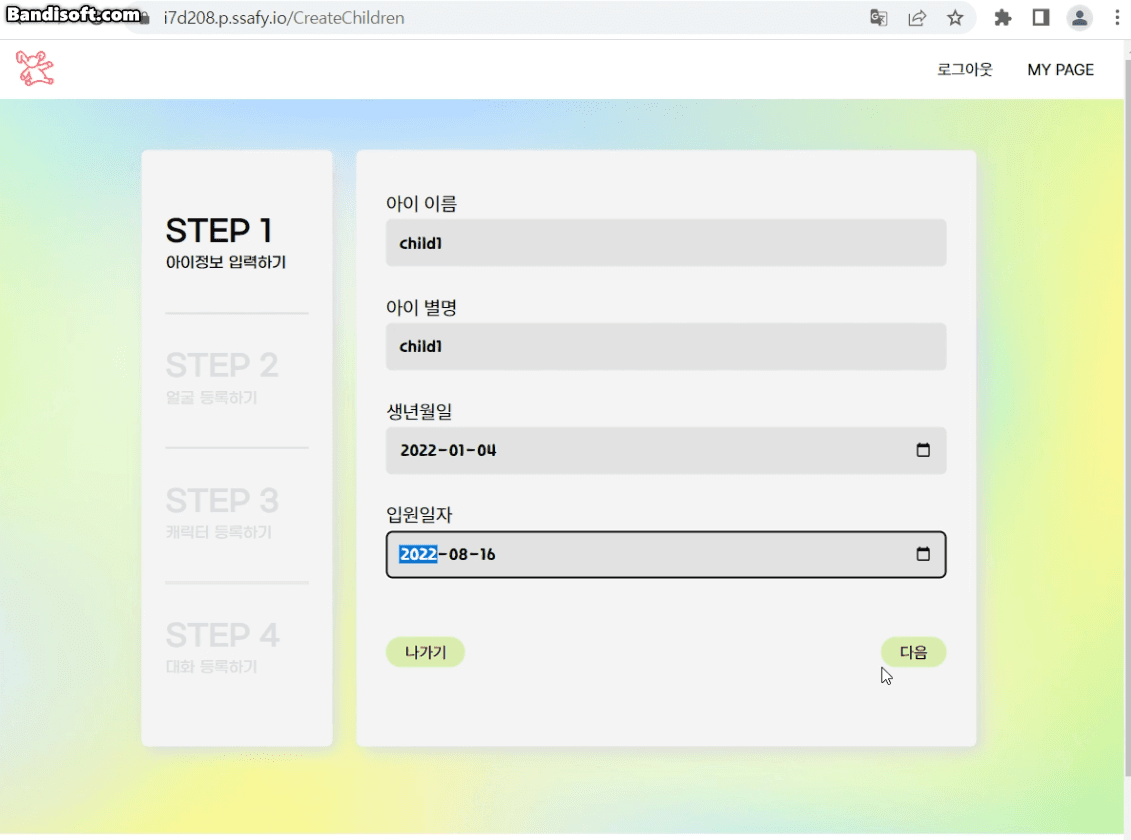 Bandisoft.com
i7d208.p.ssafy.io/CreateChildren
로그아웃 MY PAGE
STEP 1
아이정보 입력하기
STEP 2
얼굴 등록하기
STEP 3
캐릭터 등록하기
STEP 4
대화 등록하기
아이 이름
child1
아이 별명
child1
생년월일
2022-01-04
입원일자
2022-08-16
나가기
다음